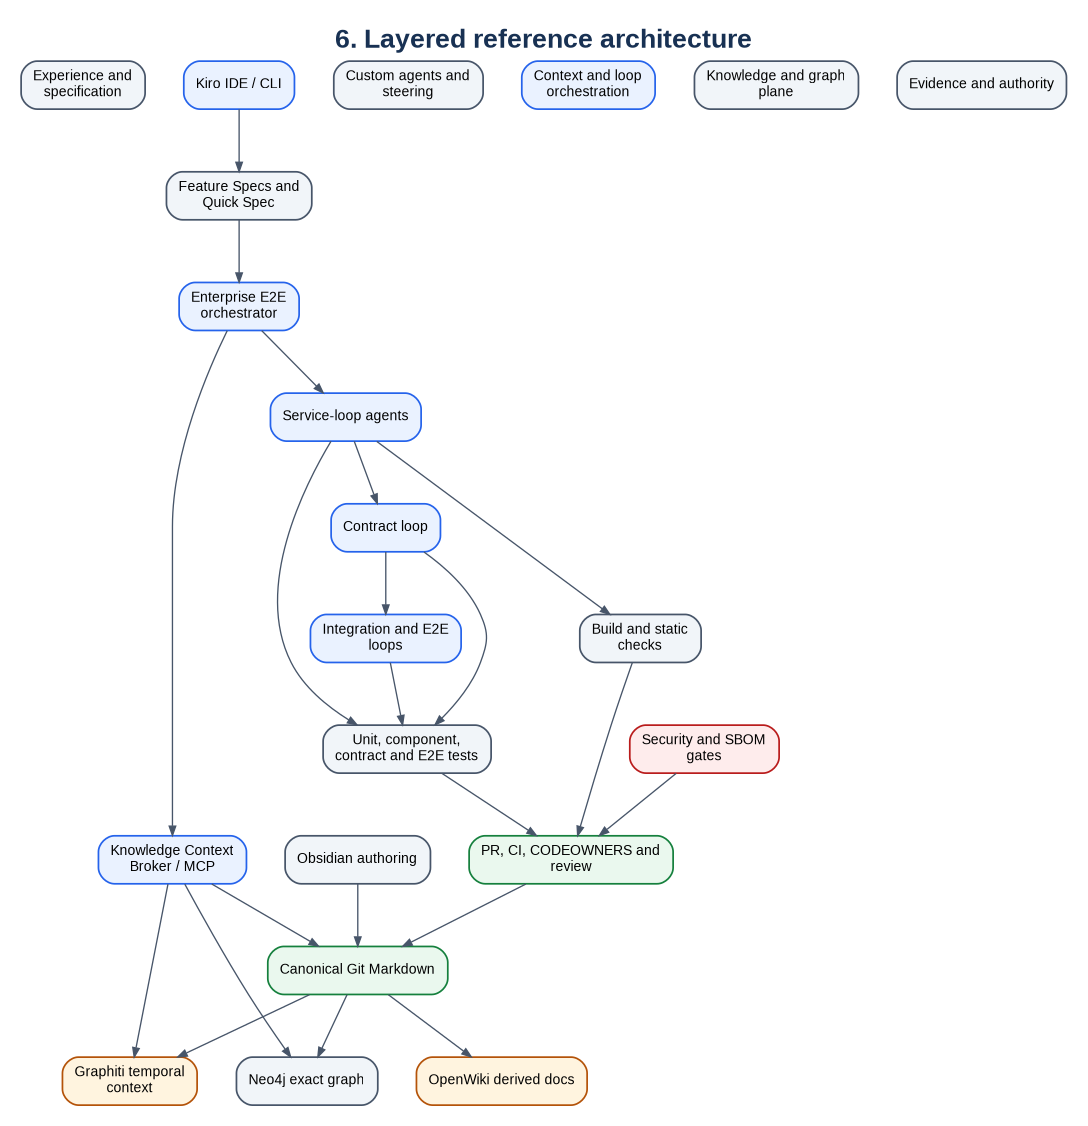 6. Layered reference architecture
Experience and
specification
Kiro IDE / CLI
Custom agents and
steering
Context and loop
orchestration
Knowledge and graph
plane
Evidence and authority
Feature Specs and
Quick Spec
Enterprise E2E
orchestrator
Service-loop agents
Contract loop
Integration and E2E
loops
Build and static
checks
Unit, component,
contract and E2E tests
Security and SBOM
gates
Knowledge Context
Broker / MCP
Obsidian authoring
PR, CI, CODEOWNERS and
review
Canonical Git Markdown
Graphiti temporal
context
Neo4j exact graph
OpenWiki derived docs